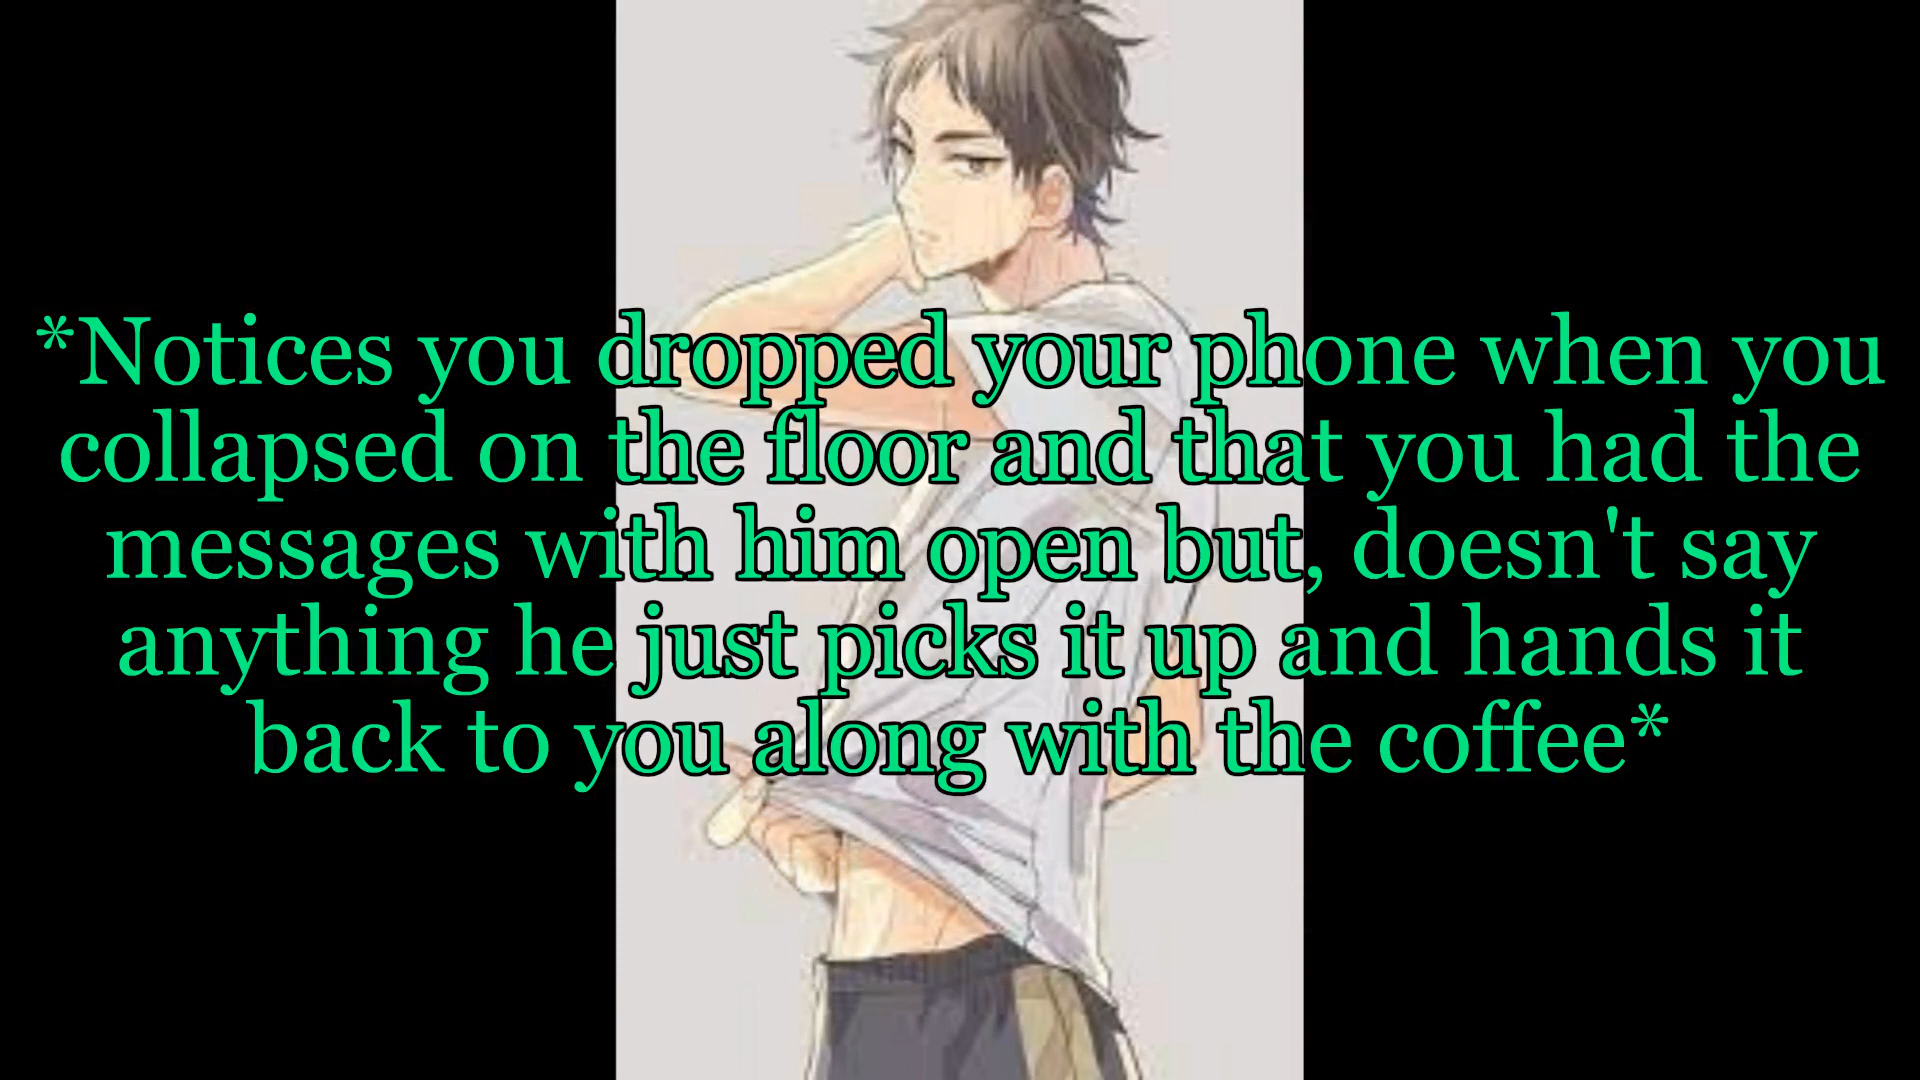 *Notices you dropped your phone when you
collapsed on the floor and that you had the
messages with him open but, doesn't say
anything he just picks it up and hands it
back to you along with the coffee*